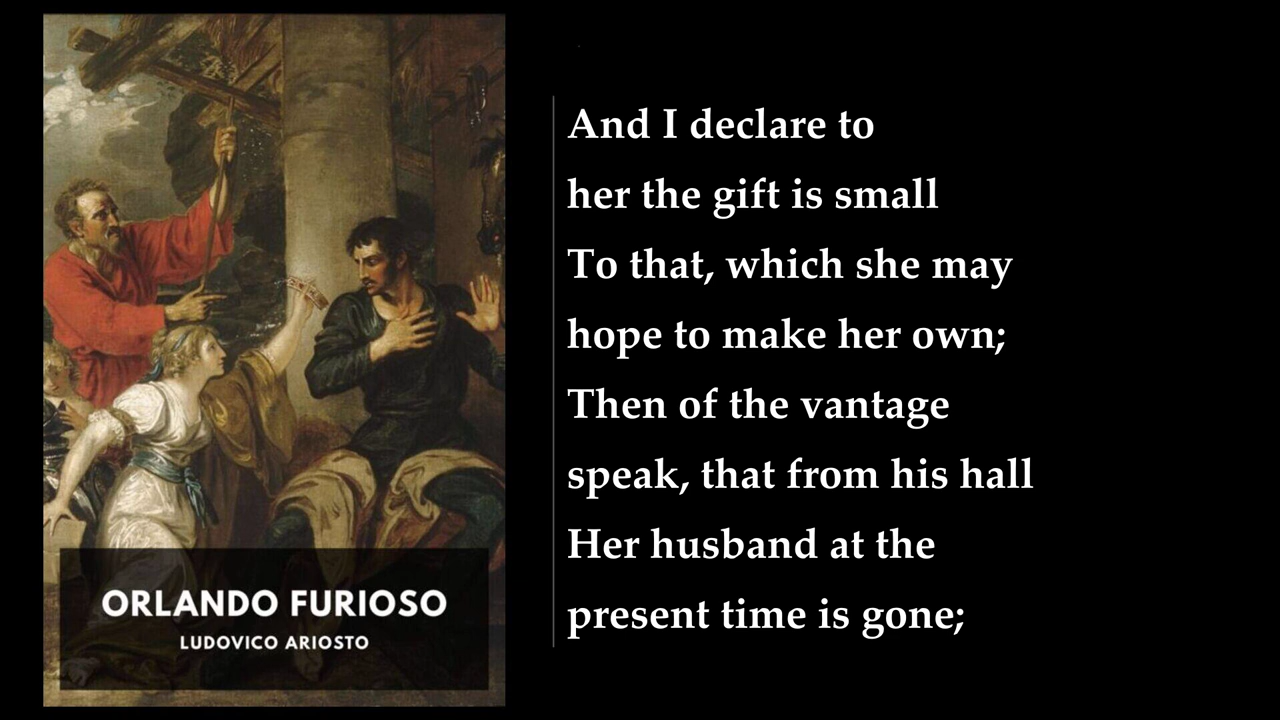 And I declare to
her the gift is small
To that, which she may
hope to make her own;
Then of the vantage
speak, that from his hall
Her husband at the
present time is gone;
ORLANDO FURIOSO
LUDOVICO ARIOSTO